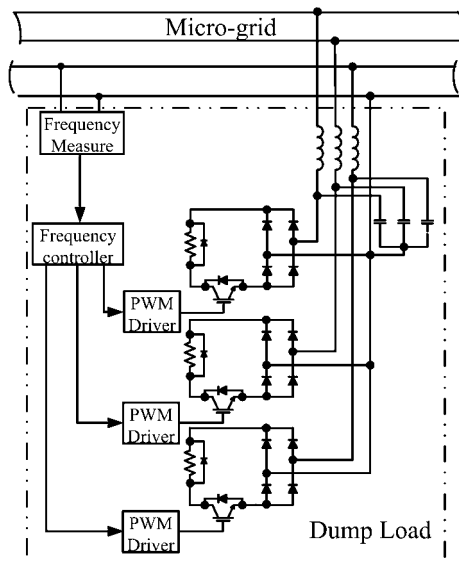 Micro-grid
Frequency
Measure
Frequency
controller
PWM
Driver
PWM
Driver
PWM
Driver
Dump Load